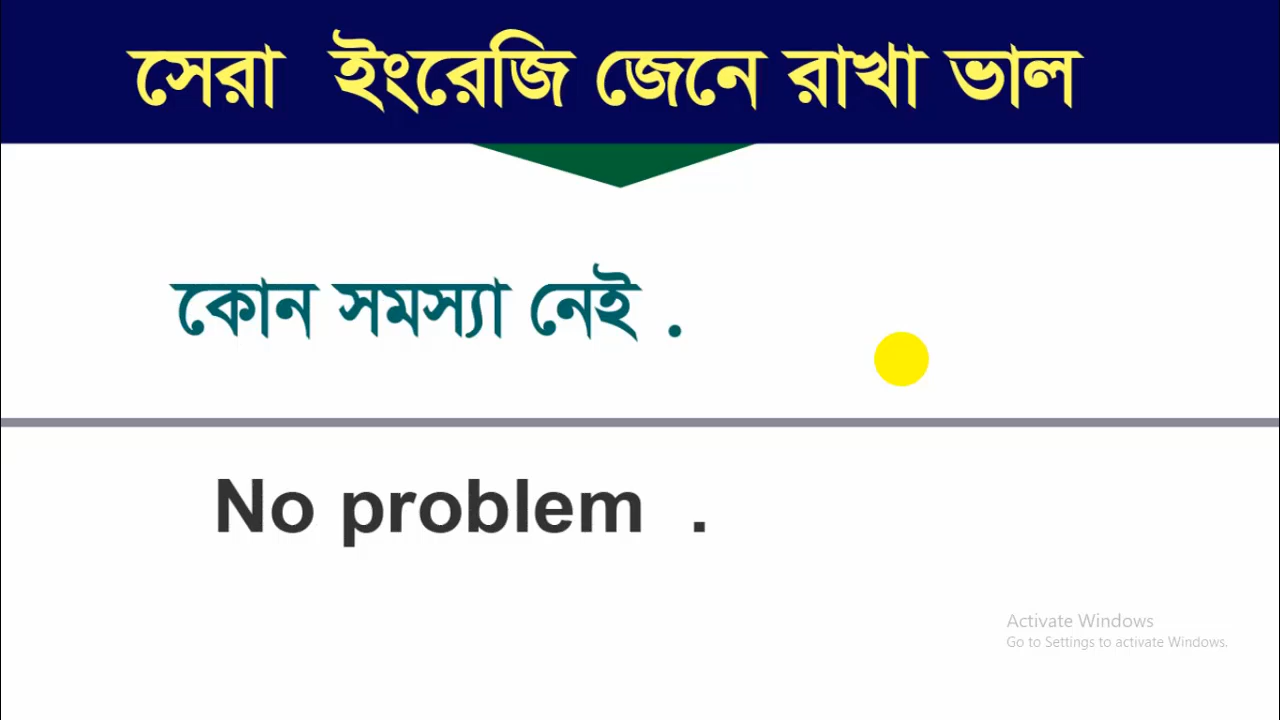 সেরা ইংরেজি জেনে রাখা ভাল
কোন সমস্যা নেই .
No problem .
Activate Windows
Go to Settings to activate Windows.